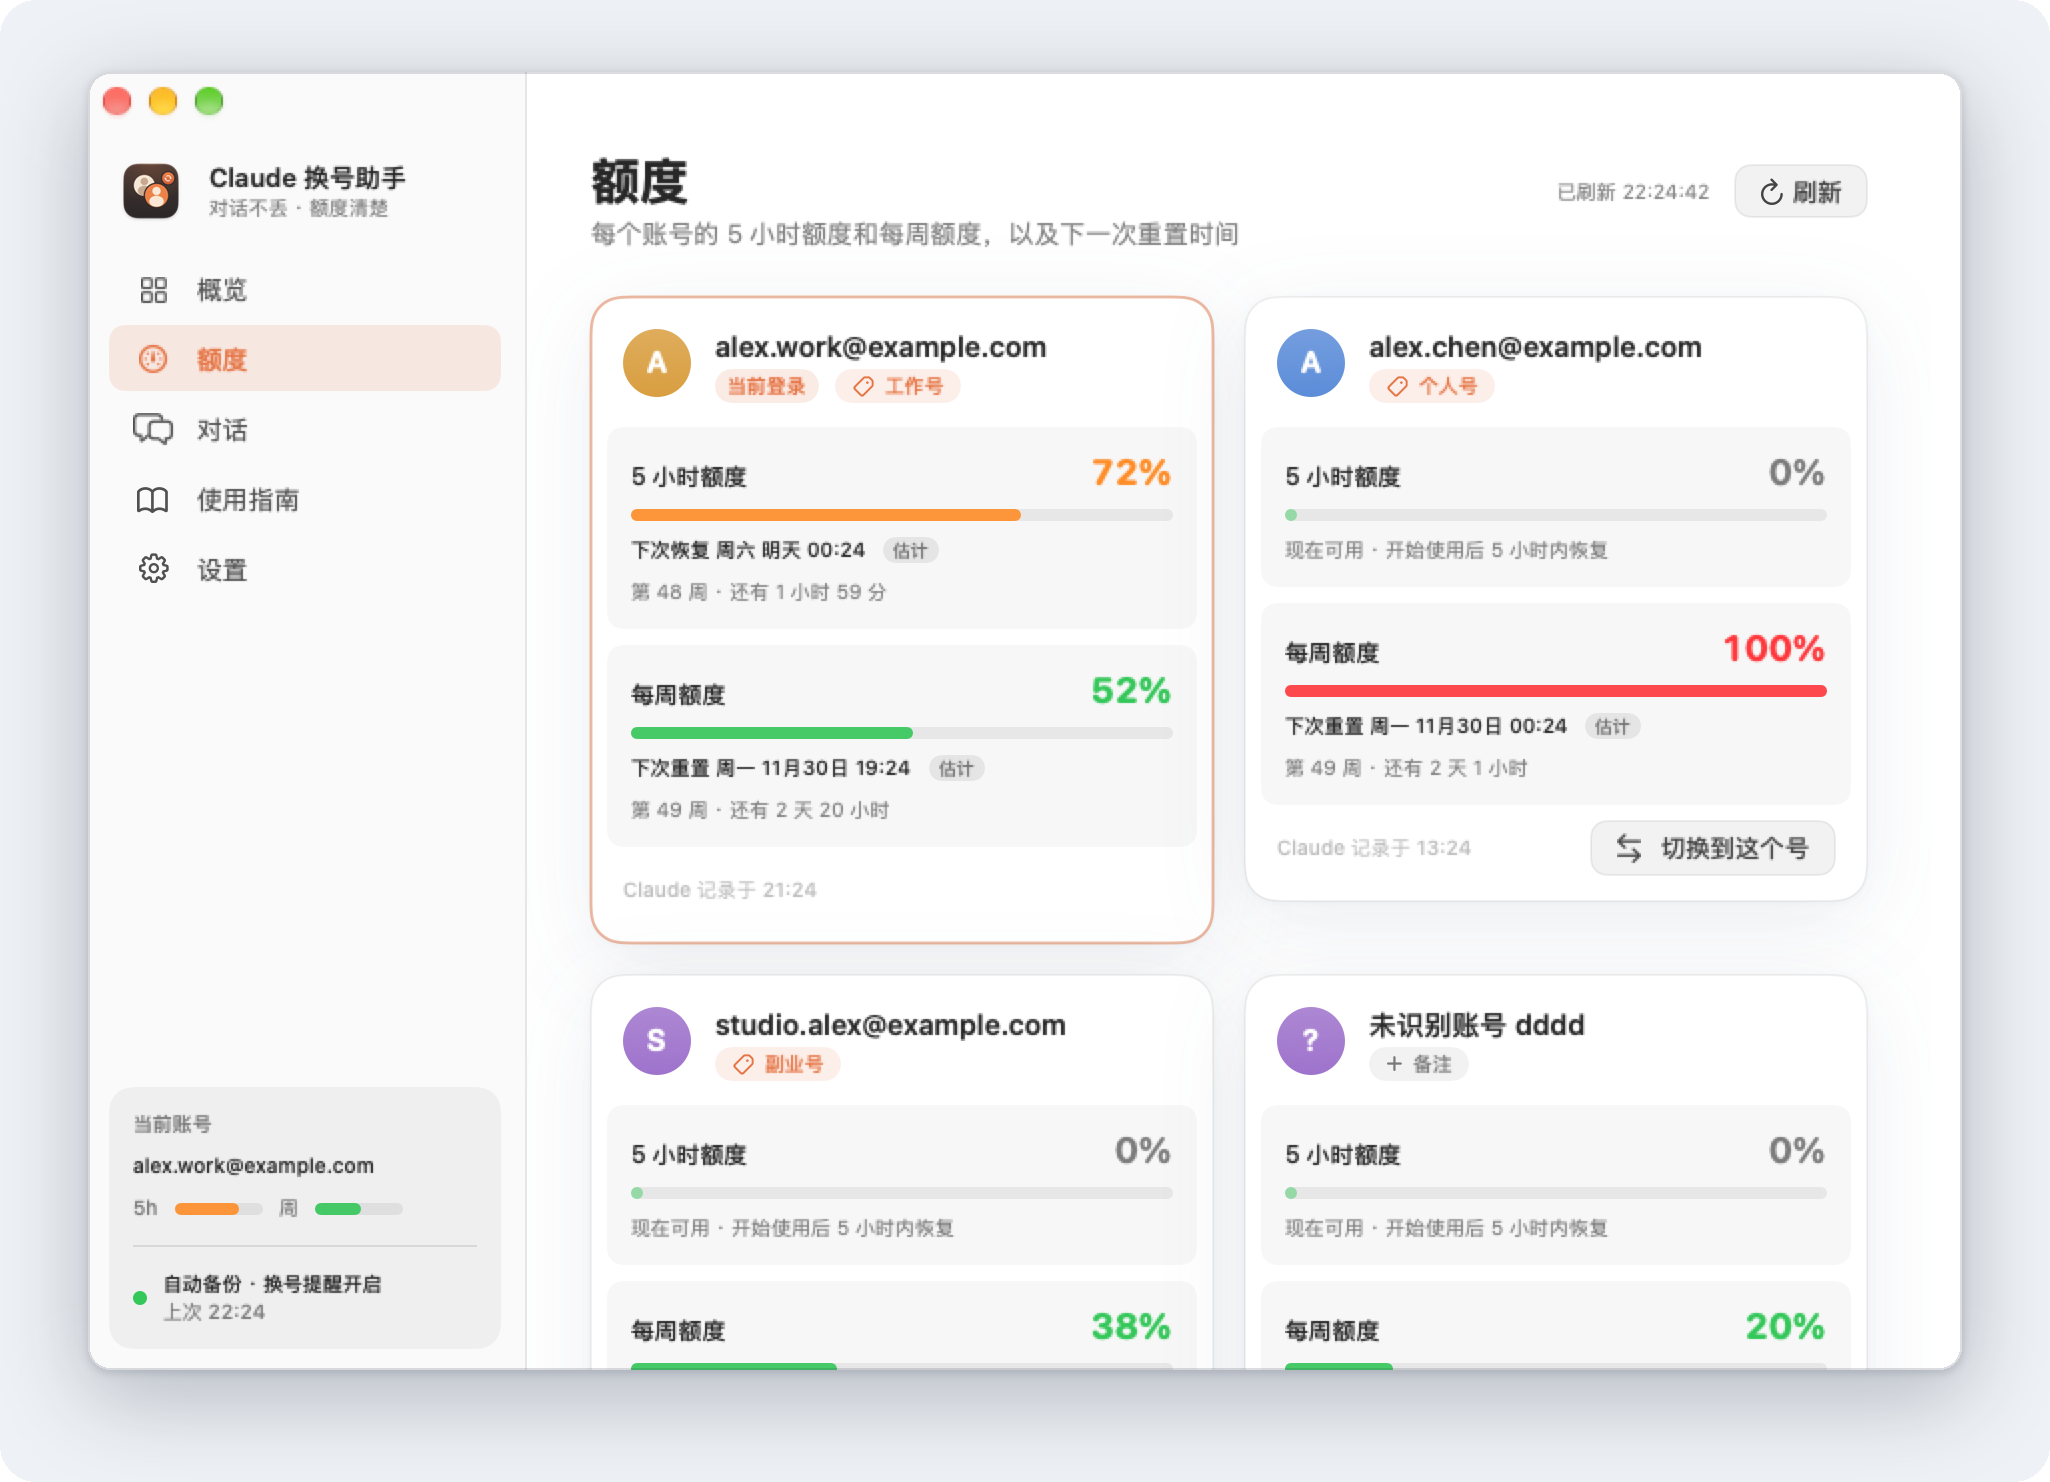 Claude 换号助手
对话不丢 · 额度清楚
概览
额度
对话
使用指南
设置
当前账号
alex.work@example.com
5h 周
自动备份 · 换号提醒开启
上次 22:24
额度
每个账号的 5 小时额度和每周额度，以及下一次重置时间
已刷新 22:24:42
刷新
A
alex.work@example.com
当前登录 工作号
5 小时额度 72%
下次恢复 周六 明天 00:24 估计
第 48 周 · 还有 1 小时 59 分
每周额度 52%
下次重置 周一 11月30日 19:24 估计
第 49 周 · 还有 2 天 20 小时
Claude 记录于 21:24
A
alex.chen@example.com
个人号
5 小时额度 0%
现在可用 · 开始使用后 5 小时内恢复
每周额度 100%
下次重置 周一 11月30日 00:24 估计
第 49 周 · 还有 2 天 1 小时
Claude 记录于 13:24
切换到这个号
S
studio.alex@example.com
副业号
5 小时额度 0%
现在可用 · 开始使用后 5 小时内恢复
每周额度 38%
?
未识别账号 dddd
+ 备注
5 小时额度 0%
现在可用 · 开始使用后 5 小时内恢复
每周额度 20%